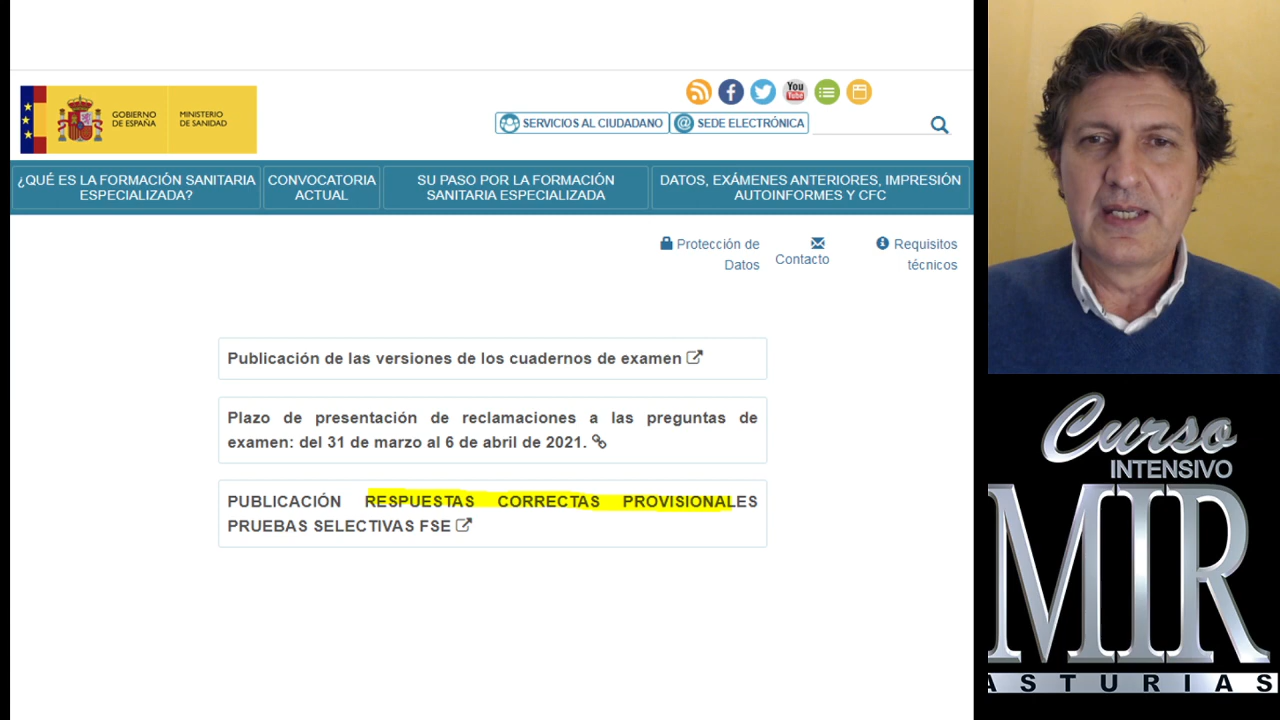 GOBIERNO
DE ESPAÑA
MINISTERIO
DE SANIDAD
You
Tube
SERVICIOS AL CIUDADANO
@ SEDE ELECTRÓNICA
¿QUÉ ES LA FORMACIÓN SANITARIA
ESPECIALIZADA?
CONVOCATORIA
ACTUAL
SU PASO POR LA FORMACIÓN
SANITARIA ESPECIALIZADA
DATOS, EXÁMENES ANTERIORES, IMPRESIÓN
AUTOINFORMES Y CFC
Protección de
Datos
Contacto
Requisitos
técnicos
Publicación de las versiones de los cuadernos de examen
Plazo de presentación de reclamaciones a las preguntas de
examen: del 31 de marzo al 6 de abril de 2021.
PUBLICACIÓN RESPUESTAS CORRECTAS PROVISIONALES
PRUEBAS SELECTIVAS FSE
Curso
INTENSIVO
MIR
ASTURIAS